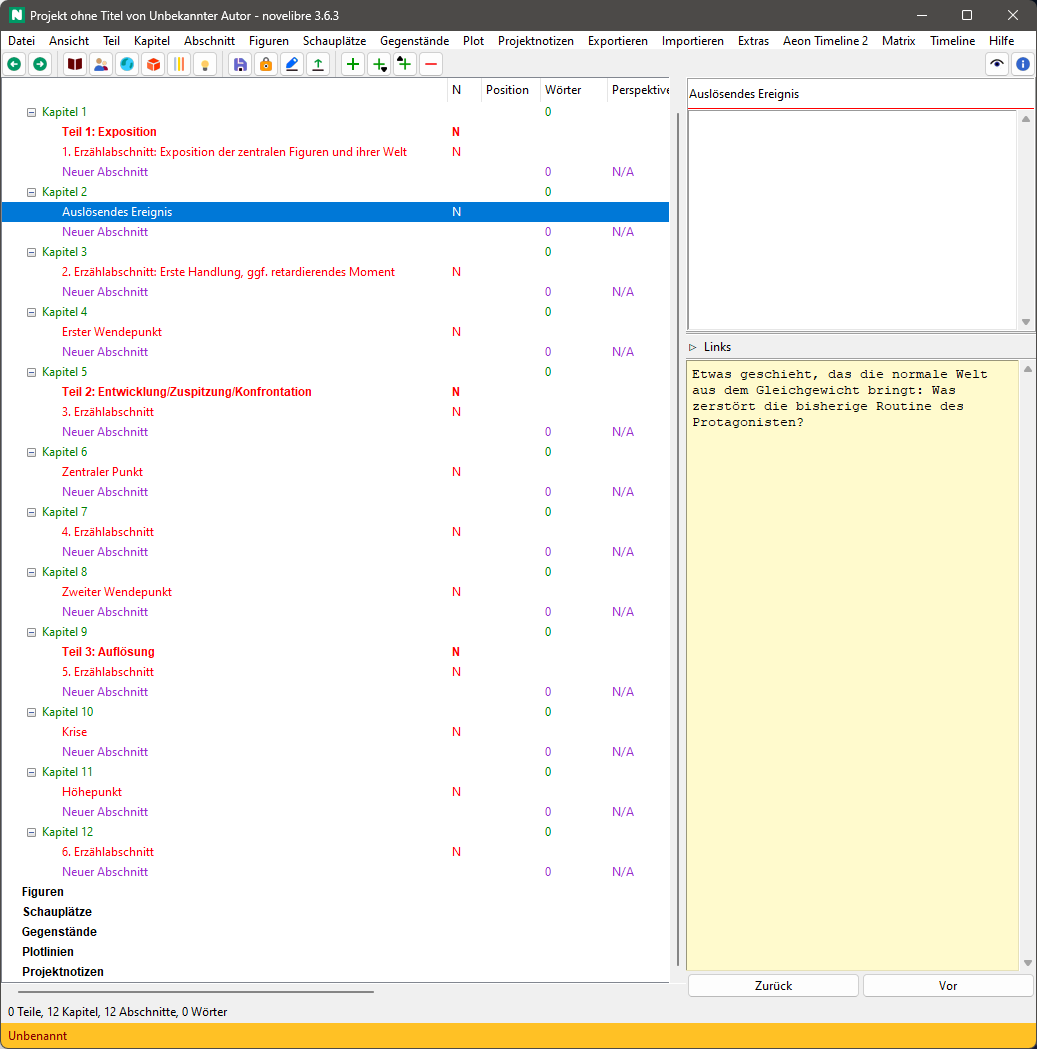 Projekt ohne Titel von Unbekannter Autor - novelibre 3.6.3
Datei Ansicht Teil Kapitel Abschnitt Figuren Schauplätze Gegenstände Plot Projektnotizen Exportieren Importieren Extras Aeon Timeline 2 Matrix Timeline Hilfe
N Position Wörter Perspektive
Kapitel 1 0
Teil 1: Exposition N
1. Erzählabschnitt: Exposition der zentralen Figuren und ihrer Welt N
Neuer Abschnitt 0 N/A
Kapitel 2 0
Auslösendes Ereignis N
Neuer Abschnitt 0 N/A
Kapitel 3 0
2. Erzählabschnitt: Erste Handlung, ggf. retardierendes Moment N
Neuer Abschnitt 0 N/A
Kapitel 4 0
Erster Wendepunkt N
Neuer Abschnitt 0 N/A
Kapitel 5 0
Teil 2: Entwicklung/Zuspitzung/Konfrontation N
3. Erzählabschnitt N
Neuer Abschnitt 0 N/A
Kapitel 6 0
Zentraler Punkt N
Neuer Abschnitt 0 N/A
Kapitel 7 0
4. Erzählabschnitt N
Neuer Abschnitt 0 N/A
Kapitel 8 0
Zweiter Wendepunkt N
Neuer Abschnitt 0 N/A
Kapitel 9 0
Teil 3: Auflösung N
5. Erzählabschnitt N
Neuer Abschnitt 0 N/A
Kapitel 10 0
Krise N
Neuer Abschnitt 0 N/A
Kapitel 11 0
Höhepunkt N
Neuer Abschnitt 0 N/A
Kapitel 12 0
6. Erzählabschnitt N
Neuer Abschnitt 0 N/A
Figuren
Schauplätze
Gegenstände
Plotlinien
Projektnotizen
Auslösendes Ereignis
Links
Etwas geschieht, das die normale Welt
aus dem Gleichgewicht bringt: Was
zerstört die bisherige Routine des
Protagonisten?
Zurück Vor
0 Teile, 12 Kapitel, 12 Abschnitte, 0 Wörter
Unbenannt